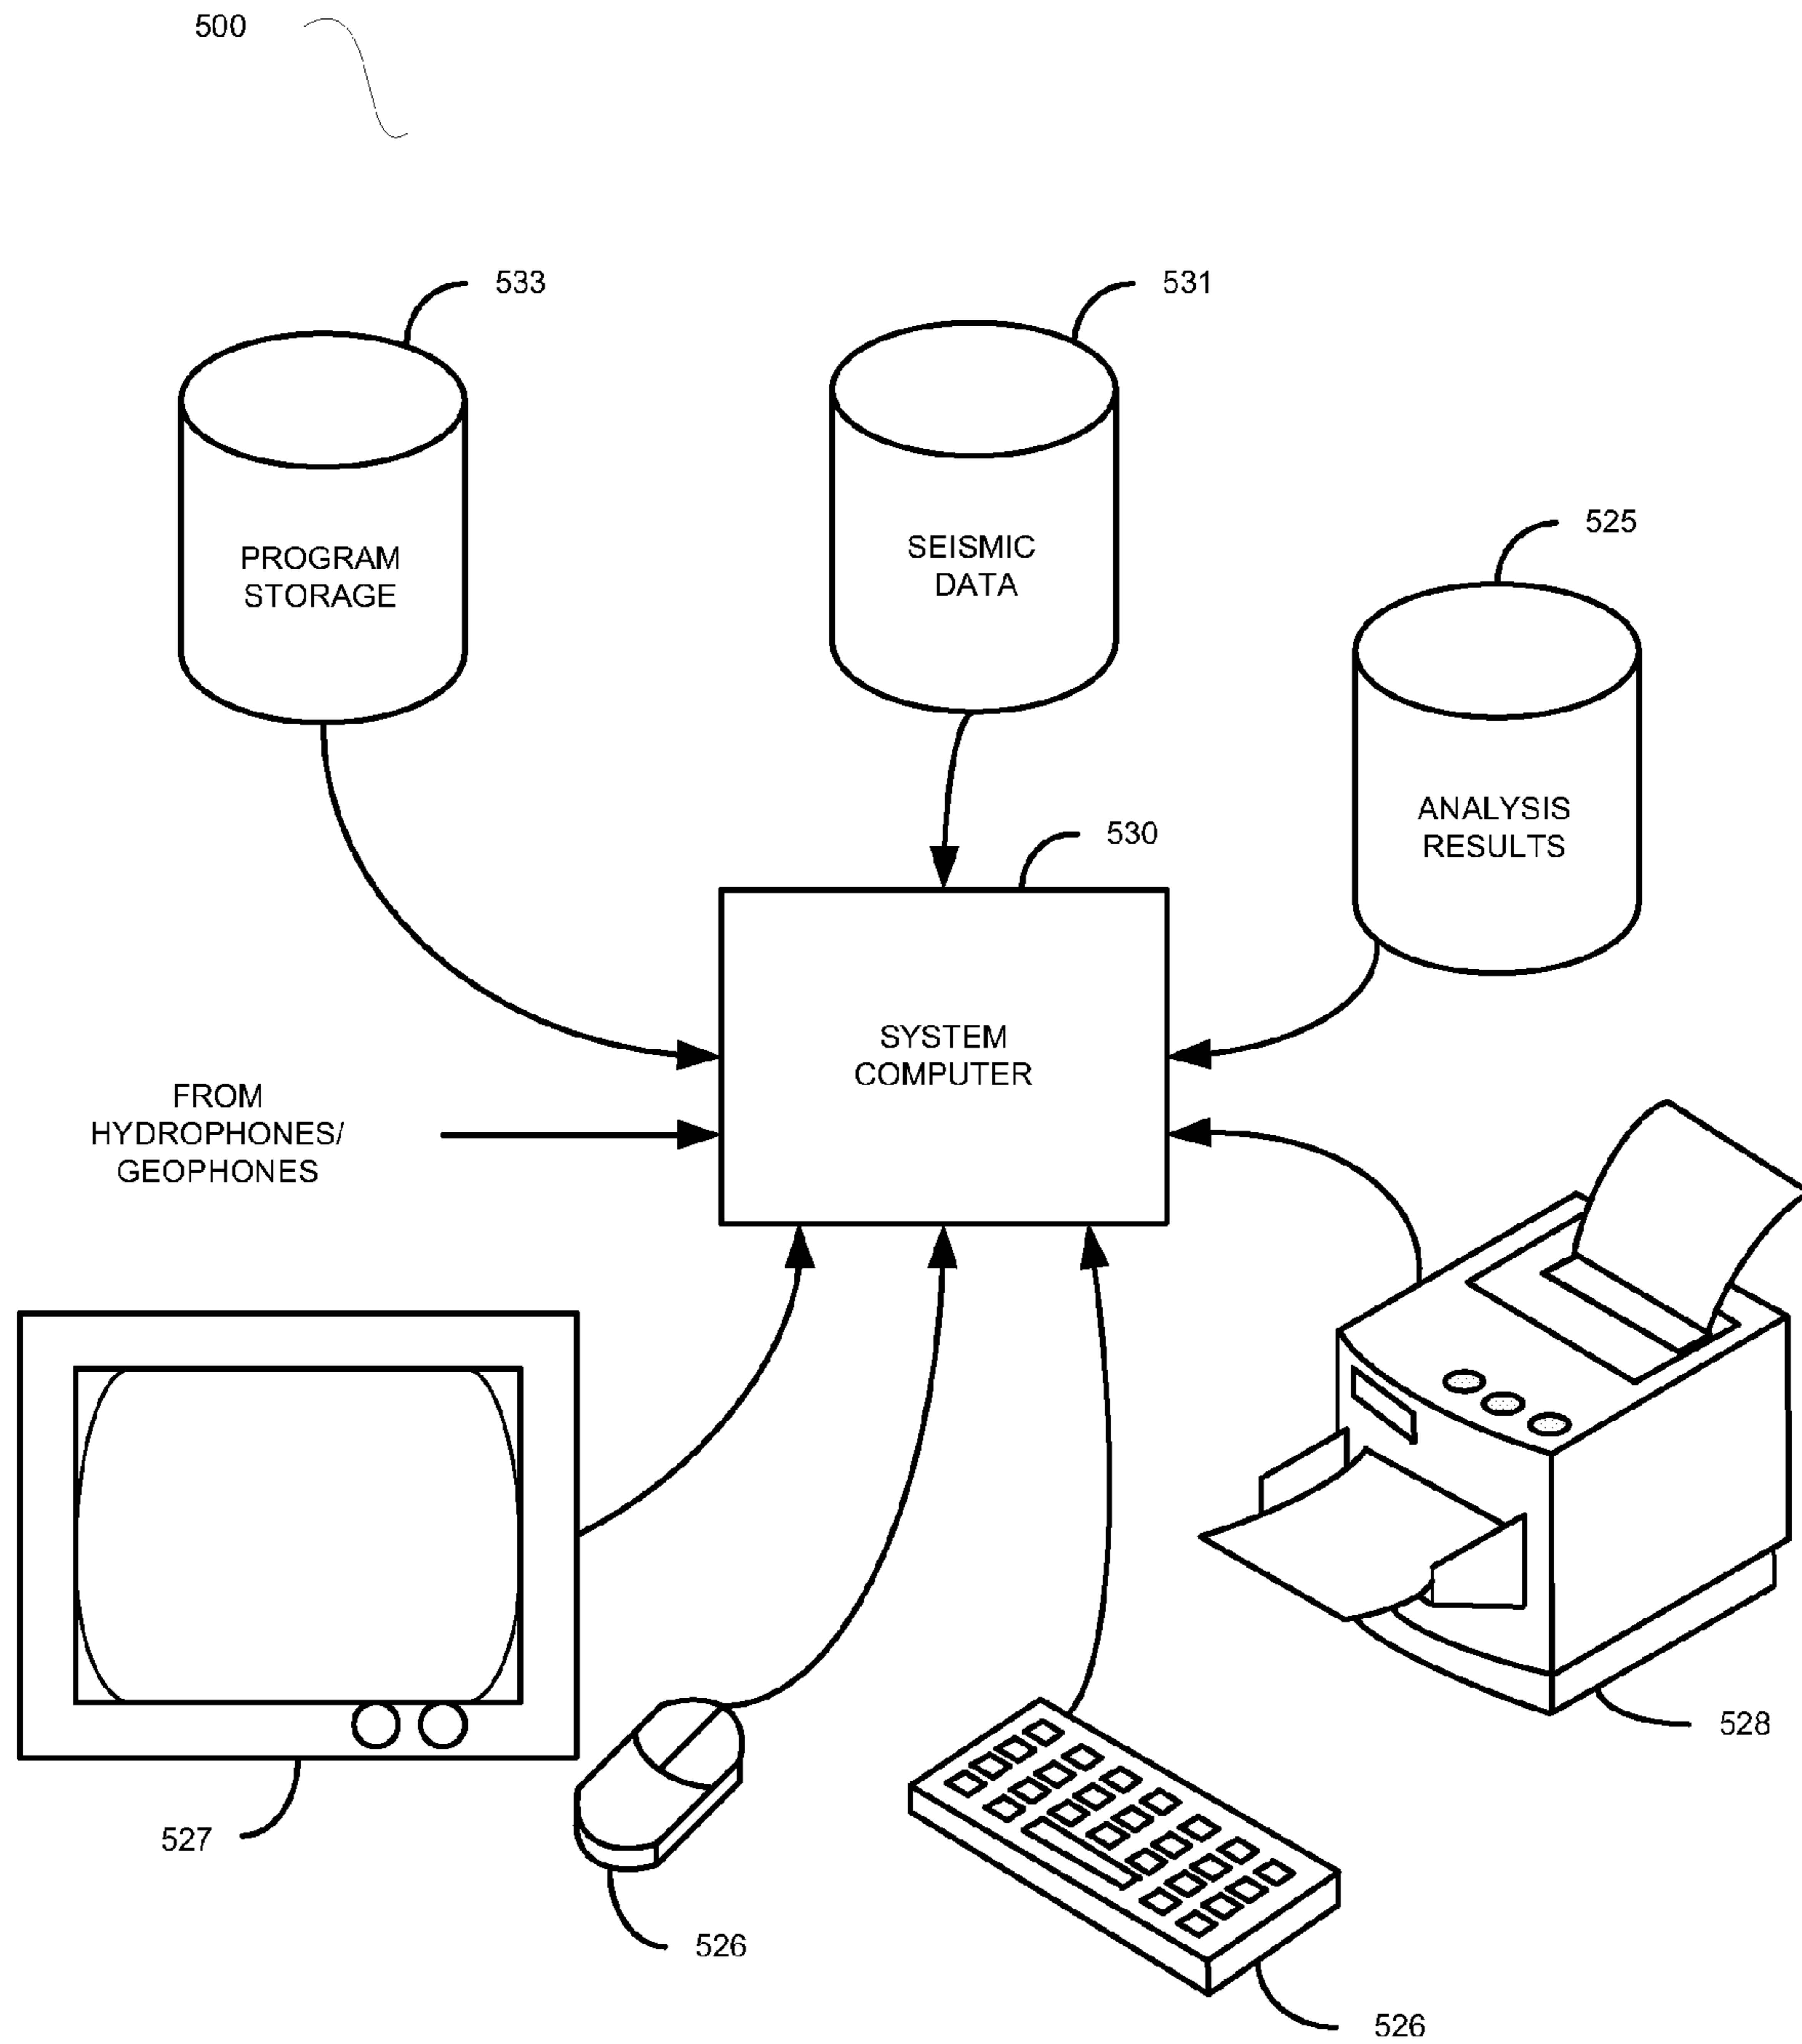 500
533
531
525
PROGRAM
STORAGE
SEISMIC
DATA
ANALYSIS
RESULTS
530
SYSTEM
COMPUTER
FROM
HYDROPHONES/
GEOPHONES
528
527
526
526